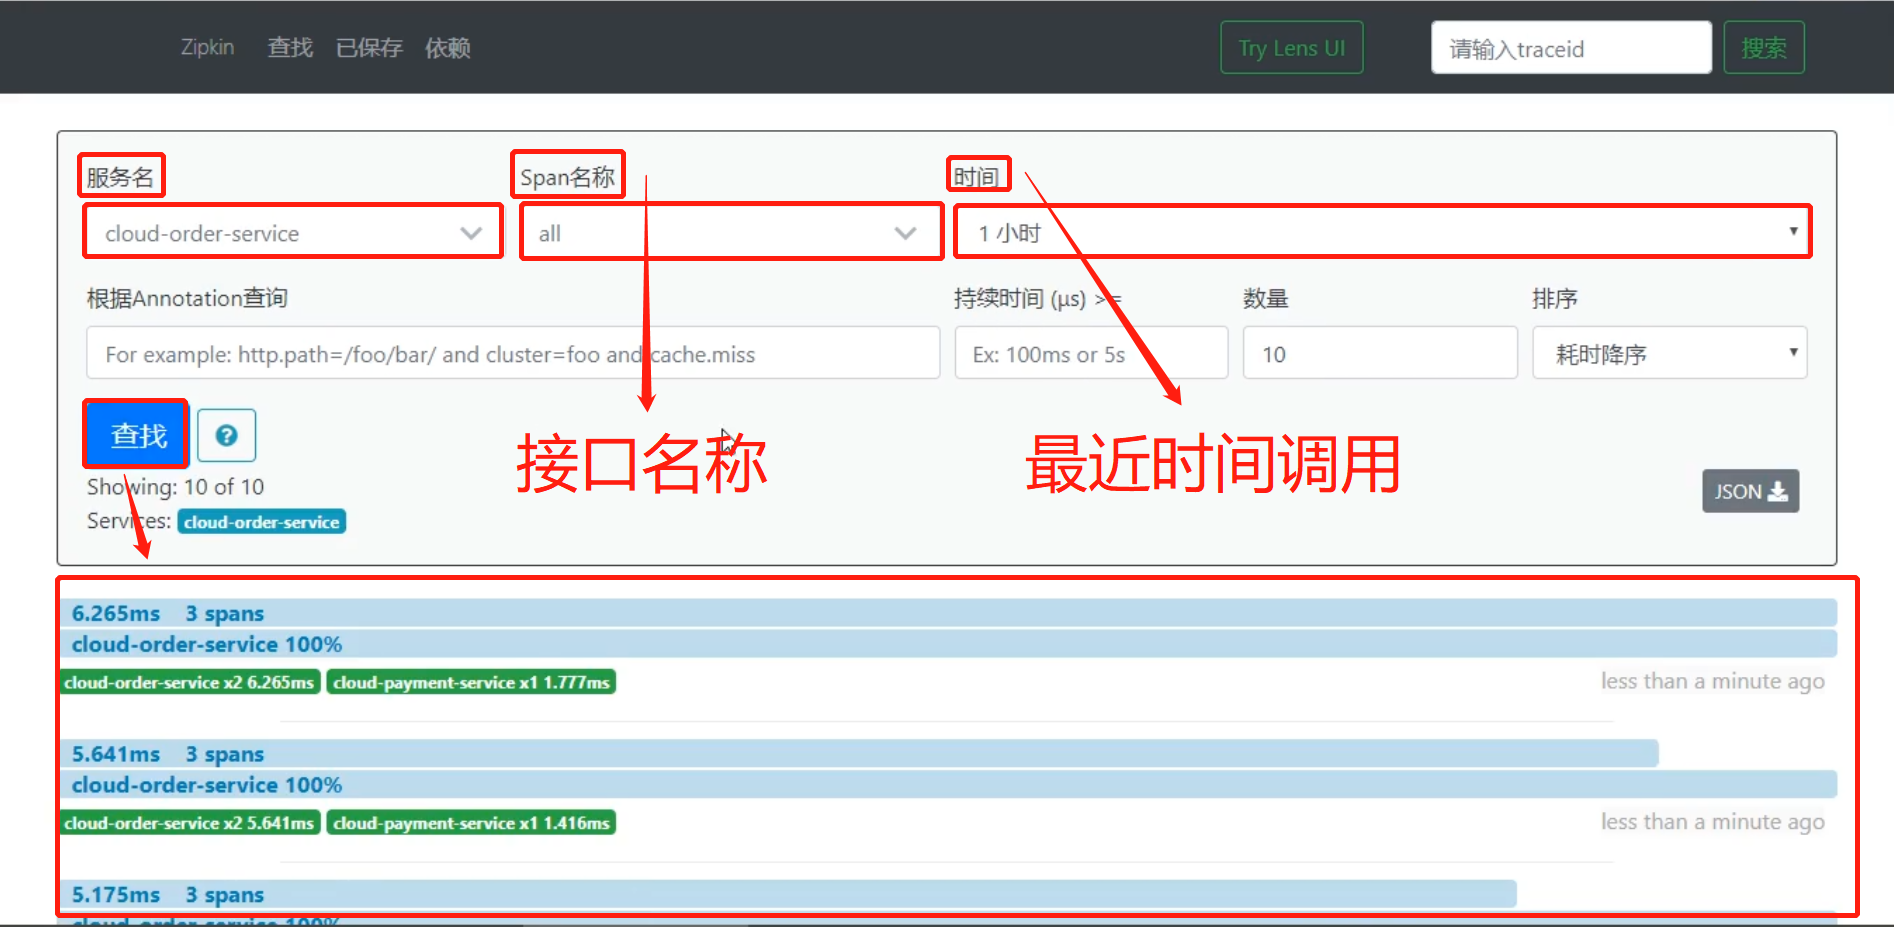 Zipkin 查找 已保存 依赖 Try Lens UI 请输入traceid 搜索
服务名 Span名称 时间
cloud-order-service all 1 小时
根据Annotation查询 持续时间 (μs) >= 数量 排序
For example: http.path=/foo/bar/ and cluster=foo and cache.miss Ex: 100ms or 5s 10 耗时降序
查找 ?
接口名称 最近时间调用
Showing: 10 of 10
JSON
Services: cloud-order-service
6.265ms 3 spans
cloud-order-service 100%
cloud-order-service x2 6.265ms cloud-payment-service x1 1.777ms less than a minute ago
5.641ms 3 spans
cloud-order-service 100%
cloud-order-service x2 5.641ms cloud-payment-service x1 1.416ms less than a minute ago
5.175ms 3 spans
cloud-order-service 100%